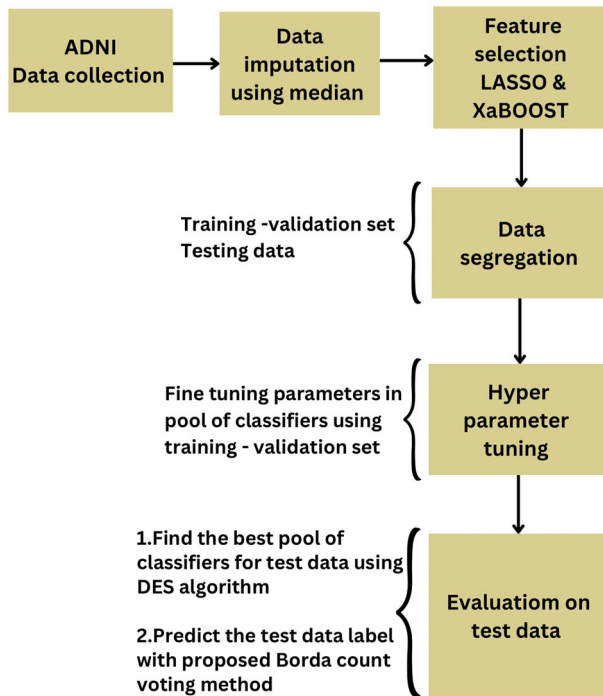 ADNI
Data collection
Data
imputation
using median
Feature
selection
LASSO &
XaBOOST
Training -validation set
Testing data
Data
segregation
Fine tuning parameters in
pool of classifiers using
training - validation set
Hyper
parameter
tuning
1.Find the best pool of
classifiers for test data using
DES algorithm
2.Predict the test data label
with proposed Borda count
voting method
Evaluatiom on
test data